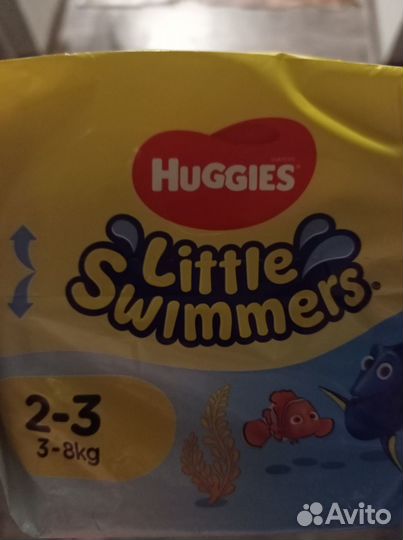 HUGGIES
Little
Swimmers
2-3
3-8kg
Avito